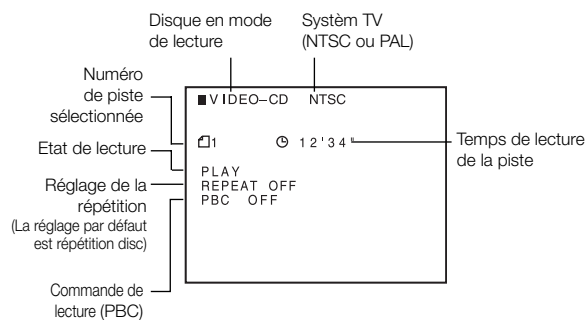 Disque en mode
de lecture
Systèm TV
(NTSC ou PAL)
Numéro
de piste
sélectionnée
Etat de lecture
Réglage de la
répétition
(La réglage par défaut
est répétition disc)
Commande de
lecture (PBC)
VIDEO–CD NTSC
1 12'34"
PLAY
REPEAT OFF
PBC OFF
Temps de lecture
de la piste